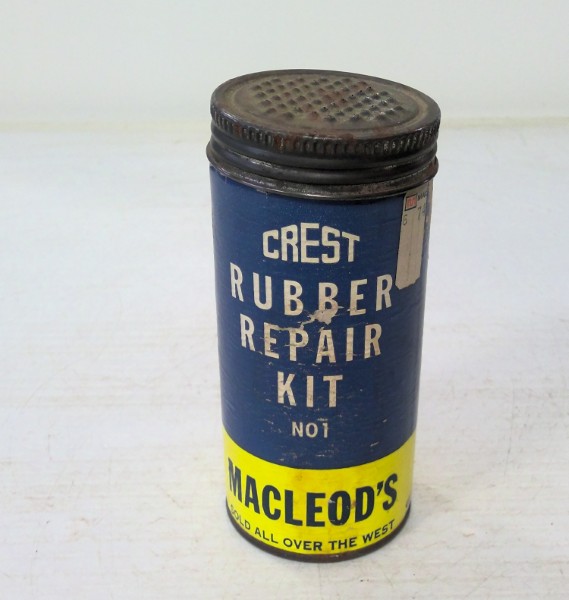 CREST
RUBBER
REPAIR
KIT
NO1
MACLEOD'S
SOLD ALL OVER THE WEST